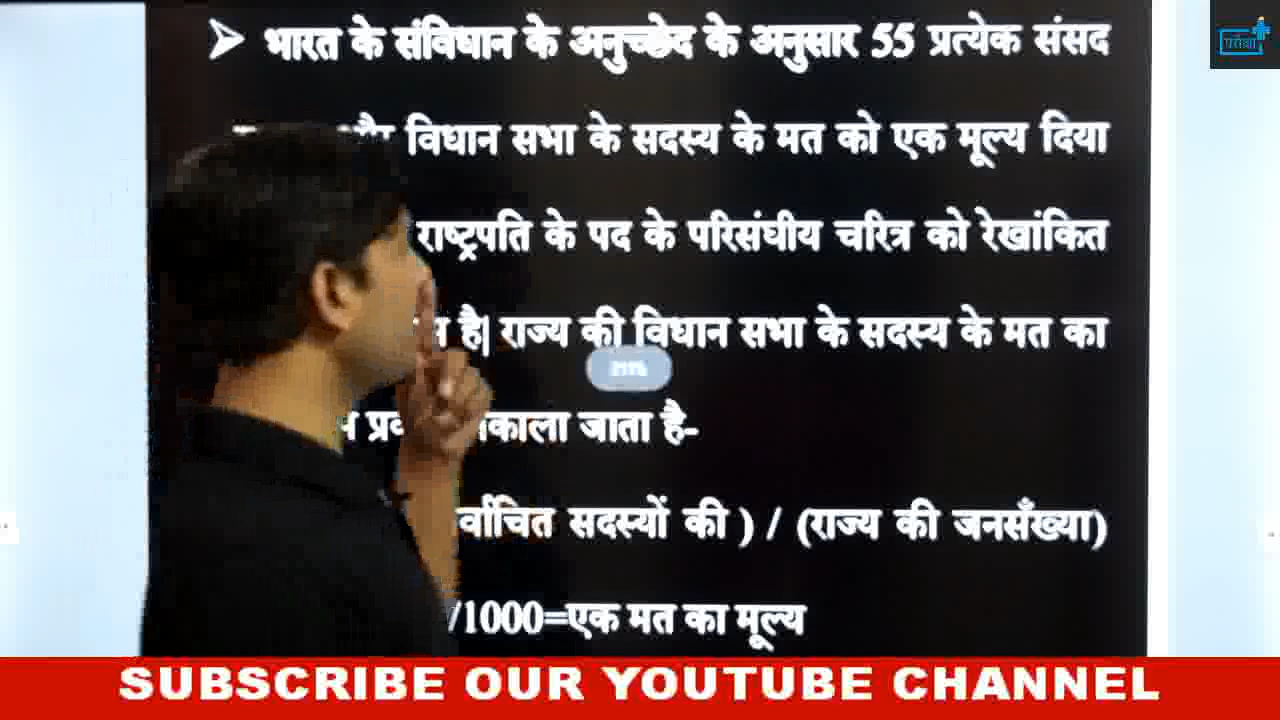 भारत के संविधान के अनुच्छेद के अनुसार 55 प्रत्येक संसद
विधान सभा के सदस्य के मत को एक मूल्य दिया
राष्ट्रपति के पद के परिसंघीय चरित्र को रेखांकित
है| राज्य की विधान सभा के सदस्य के मत का
जाता है-
सदस्यों की ) / (राज्य की जनसँख्या)
/1000=एक मत का मूल्य
परीक्षा
SUBSCRIBE OUR YOUTUBE CHANNEL